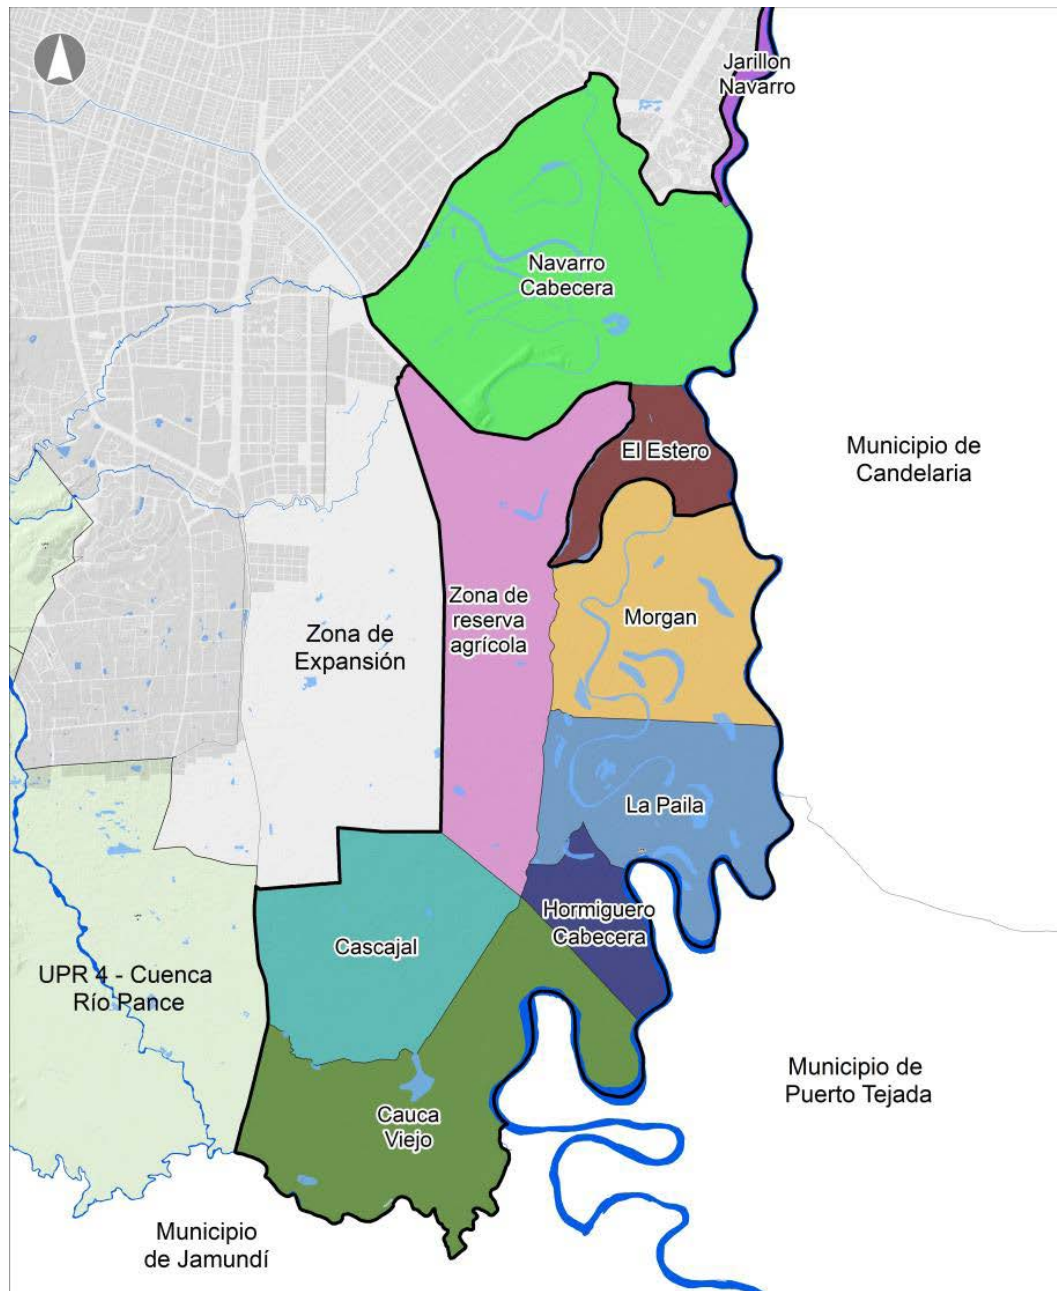 Jarillon
Navarro
Navarro
Cabecera
El Estero
Municipio de
Candelaria
Zona de
reserva
agrícola
Morgan
Zona de
Expansión
La Paila
Hormiguero
Cabecera
Cascajal
UPR 4 - Cuenca
Río Pance
Municipio de
Puerto Tejada
Cauca
Viejo
Municipio
de Jamundí